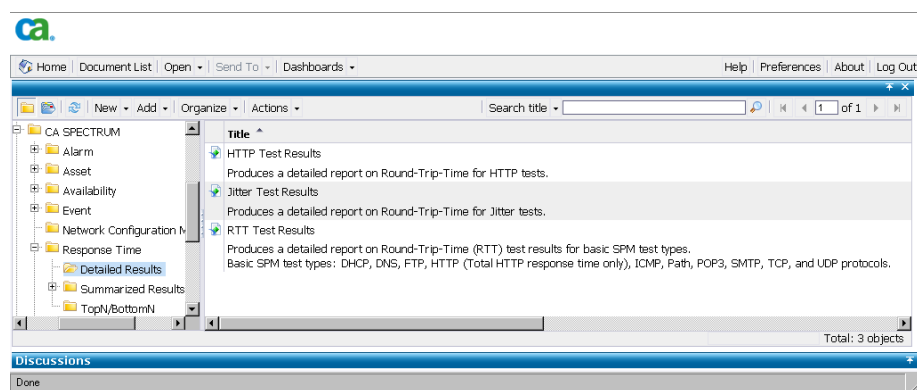 ca.
Home Document List Open Send To Dashboards Help Preferences About Log Out
New Add Organize Actions Search title 1 of 1
CA SPECTRUM
Alarm
Asset
Availability
Event
Network Configuration M
Response Time
Detailed Results
Summarized Results
TopN/BottomN
Title
HTTP Test Results
Produces a detailed report on Round-Trip-Time for HTTP tests.
Jitter Test Results
Produces a detailed report on Round-Trip-Time for Jitter tests.
RTT Test Results
Produces a detailed report on Round-Trip-Time (RTT) test results for basic SPM test types.
Basic SPM test types: DHCP, DNS, FTP, HTTP (Total HTTP response time only), ICMP, Path, POP3, SMTP, TCP, and UDP protocols.
Total: 3 objects
Discussions
Done